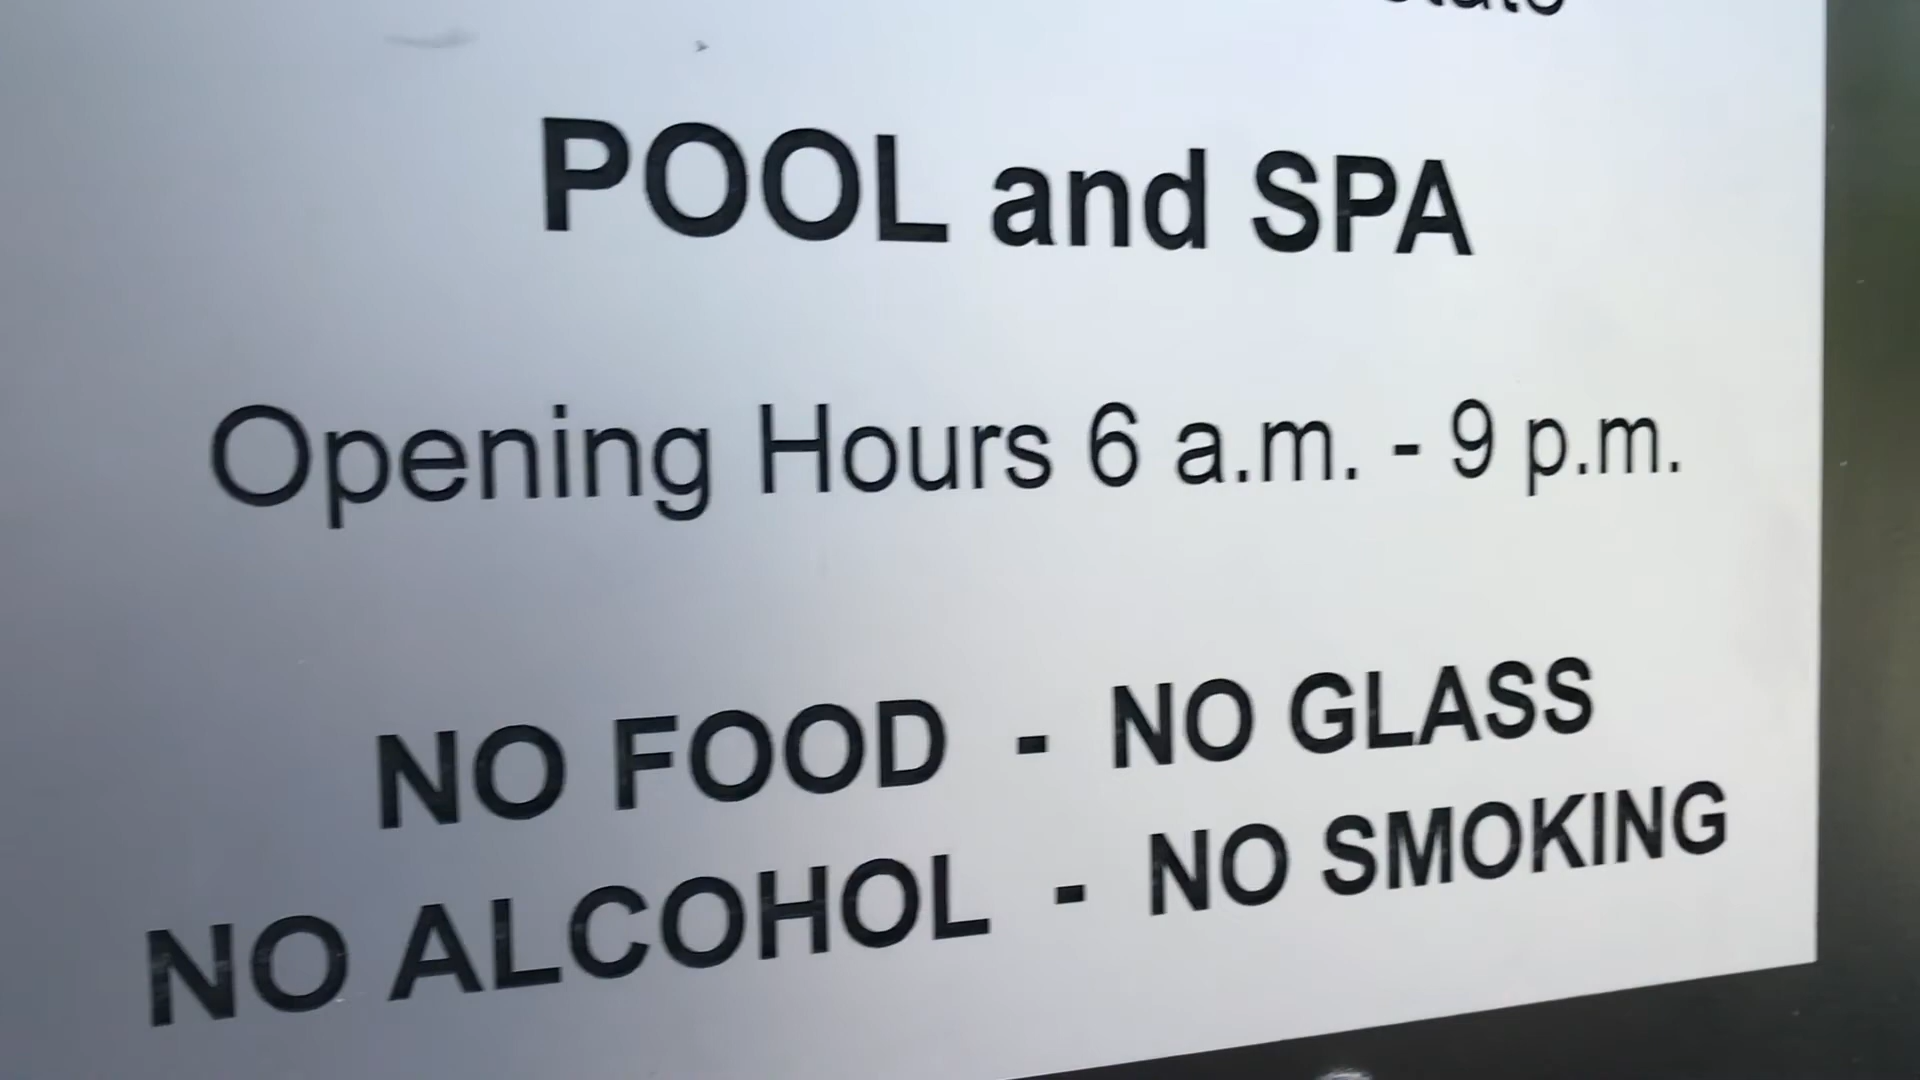 POOL and SPA
Opening Hours 6 a.m. - 9 p.m.
NO FOOD - NO GLASS
NO ALCOHOL - NO SMOKING